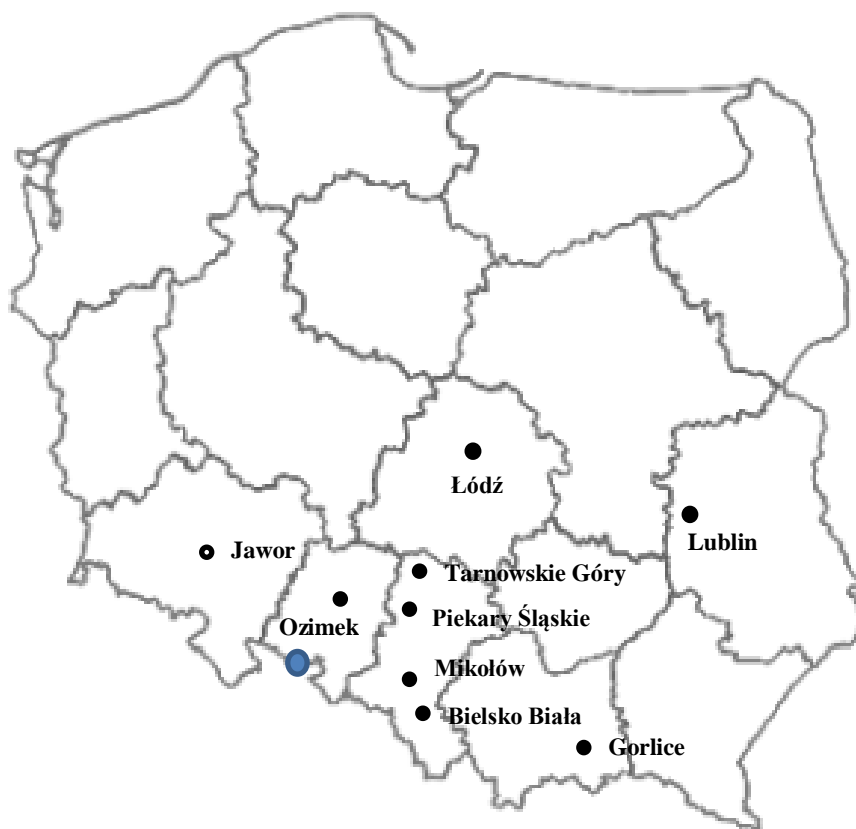 Łódź
Lublin
Jawor
Tarnowskie Góry
Ozimek
Piekary Śląskie
Mikołów
Bielsko Biała
Gorlice